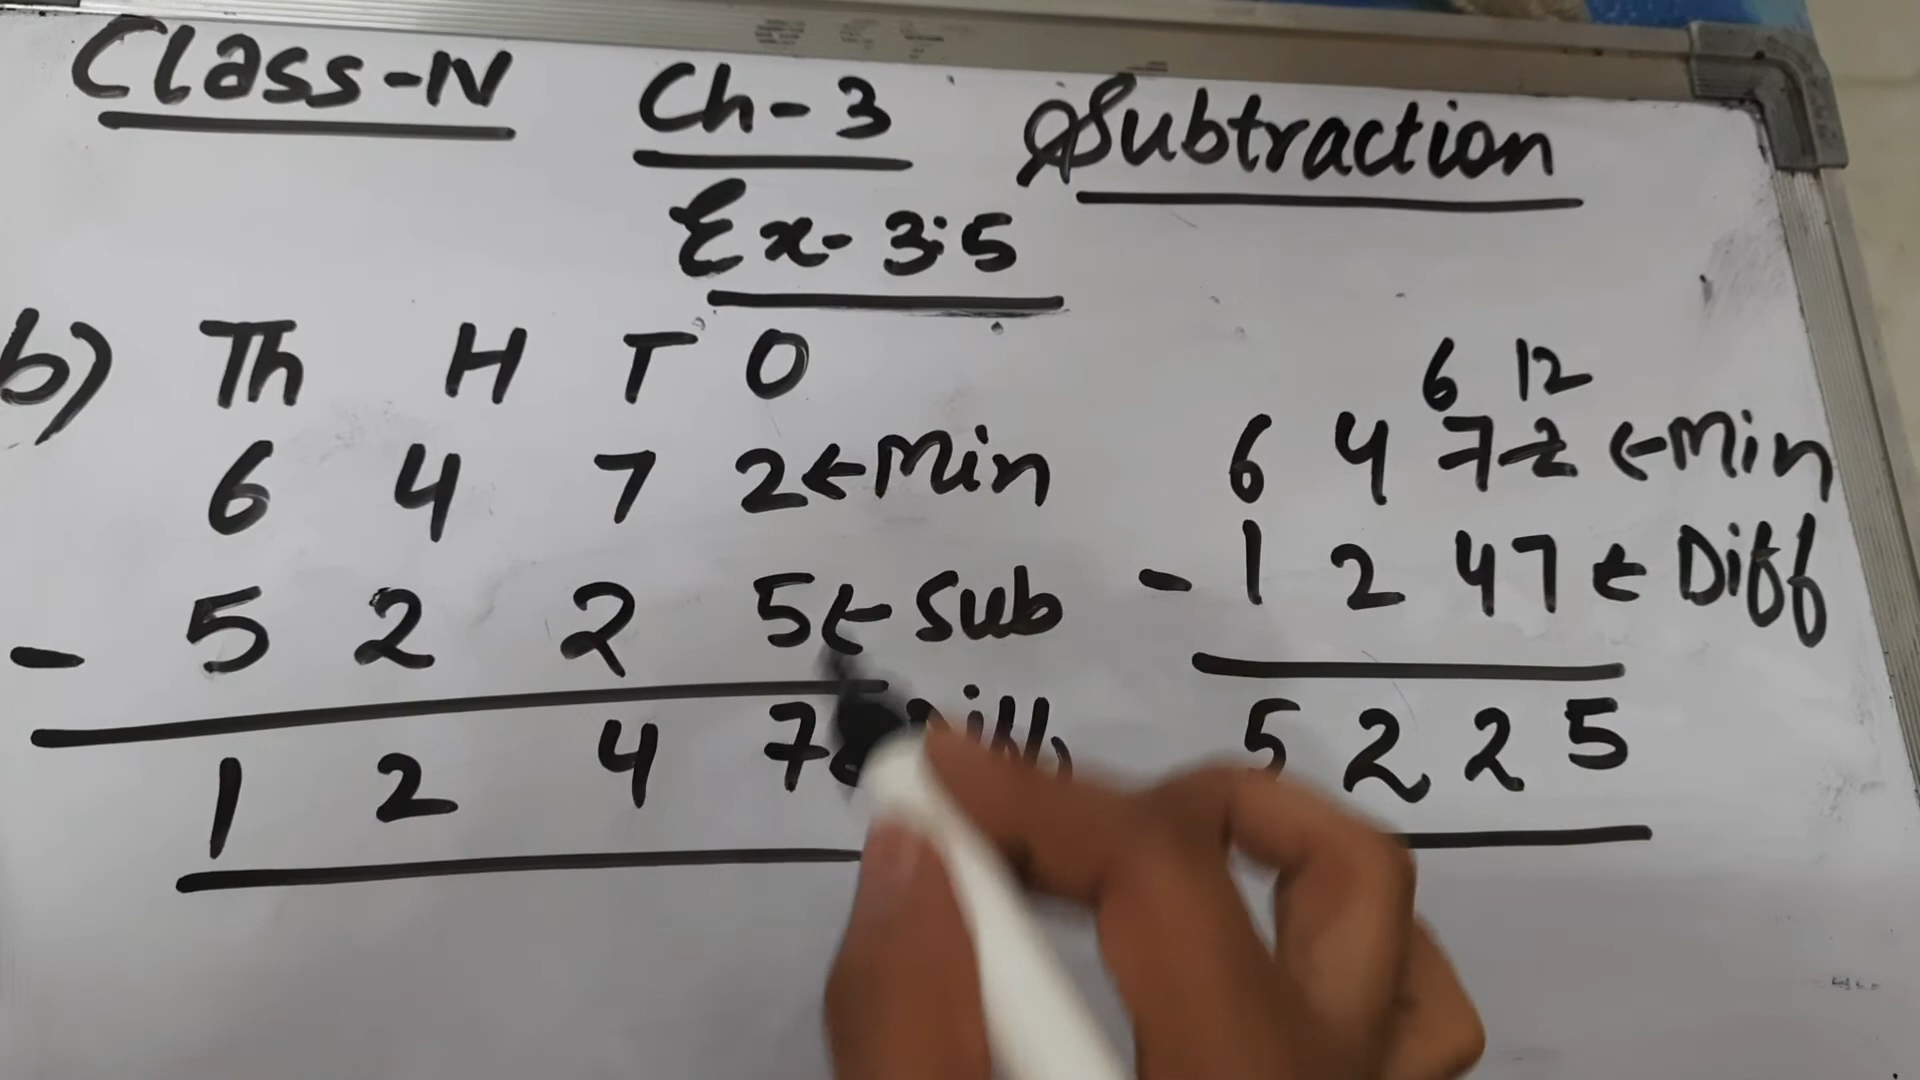 Class-IV Ch-3 Subtraction
Ex-3.5
b) Th H T O
6 4 7 2 ← Min
- 5 2 2 5 ← Sub
1 2 4 7 Diff
6 12
6 4 7 2 ← Min
- 1 2 4 7 ← Diff
5 2 2 5